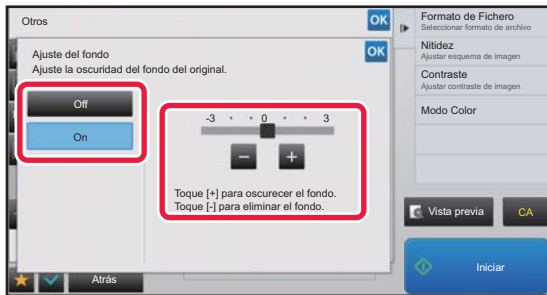 Otros
OK
Ajuste del fondo
OK
Ajuste la oscuridad del fondo del original.
Off
On
-3 0 3
- +
Toque [+] para oscurecer el fondo.
Toque [-] para eliminar el fondo.
Atrás
Formato de Fichero
Seleccionar formato de archivo
Nitidez
Ajustar esquema de imagen
Contraste
Ajustar contraste de imagen
Modo Color
Vista previa
CA
Iniciar